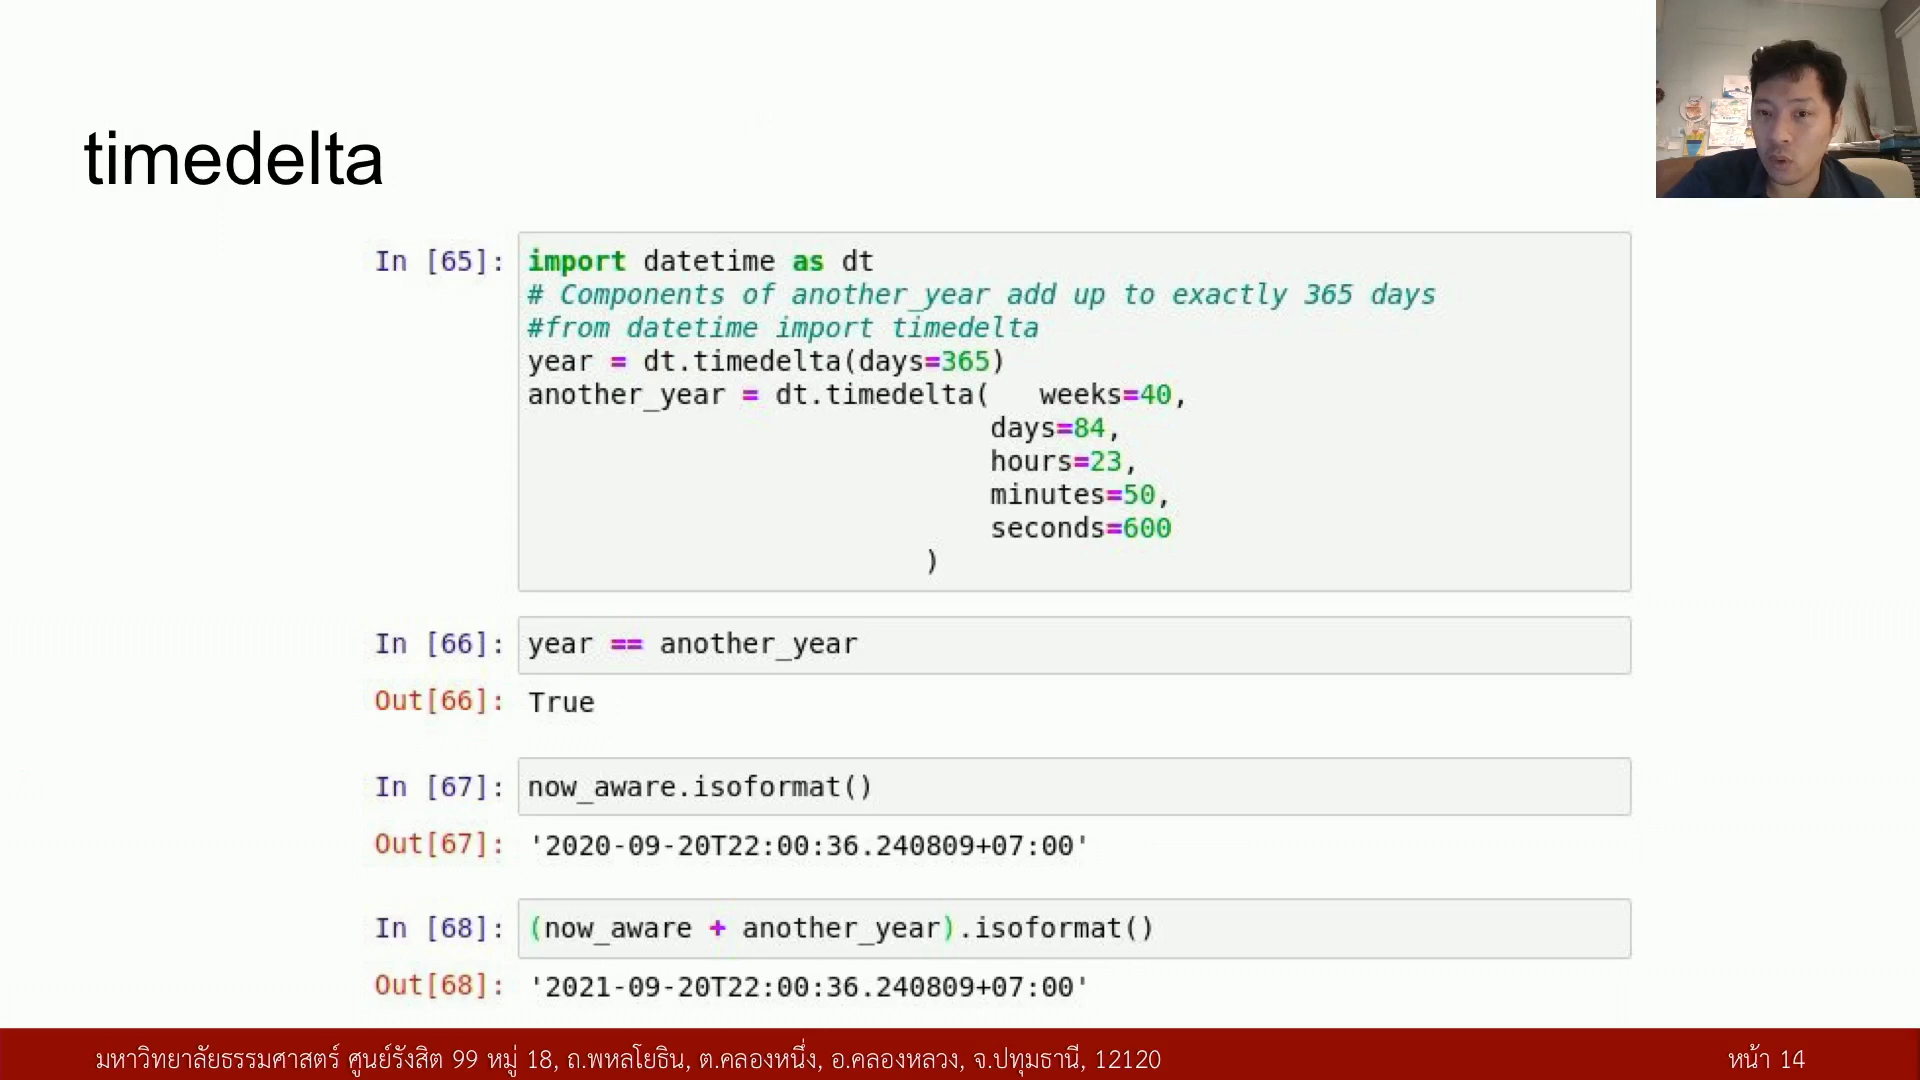 timedelta
In [65]: import datetime as dt
# Components of another_year add up to exactly 365 days
#from datetime import timedelta
year = dt.timedelta(days=365)
another_year = dt.timedelta(   weeks=40,
days=84,
hours=23,
minutes=50,
seconds=600
)
In [66]: year == another_year
Out[66]: True
In [67]: now_aware.isoformat()
Out[67]: '2020-09-20T22:00:36.240809+07:00'
In [68]: (now_aware + another_year).isoformat()
Out[68]: '2021-09-20T22:00:36.240809+07:00'
มหาวิทยาลัยธรรมศาสตร์ ศูนย์รังสิต 99 หมู่ 18, ถ.พหลโยธิน, ต.คลองหนึ่ง, อ.คลองหลวง, จ.ปทุมธานี, 12120
หน้า 14